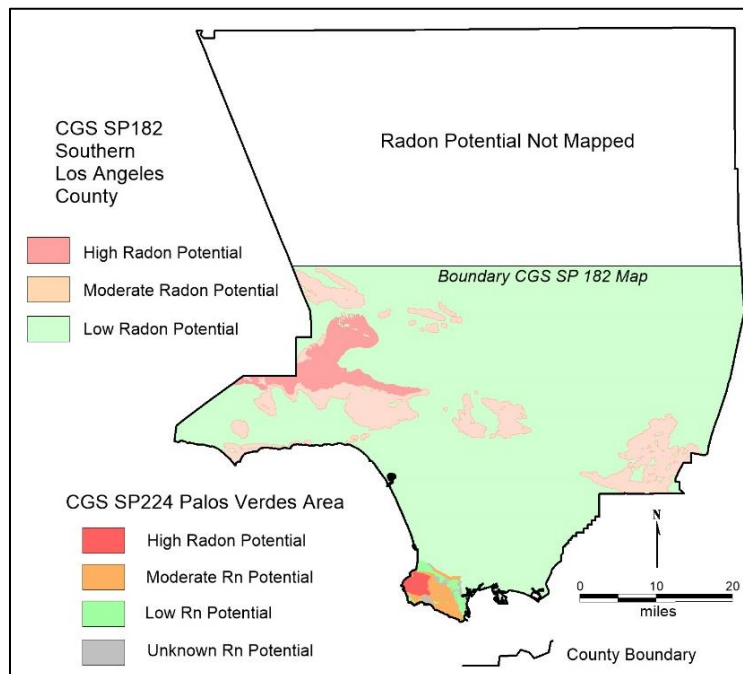 CGS SP182
Southern
Los Angeles
County
Radon Potential Not Mapped
High Radon Potential
Moderate Radon Potential
Low Radon Potential
Boundary CGS SP 182 Map
CGS SP224 Palos Verdes Area
High Radon Potential
Moderate Rn Potential
Low Rn Potential
Unknown Rn Potential
N
0 10 20
miles
County Boundary